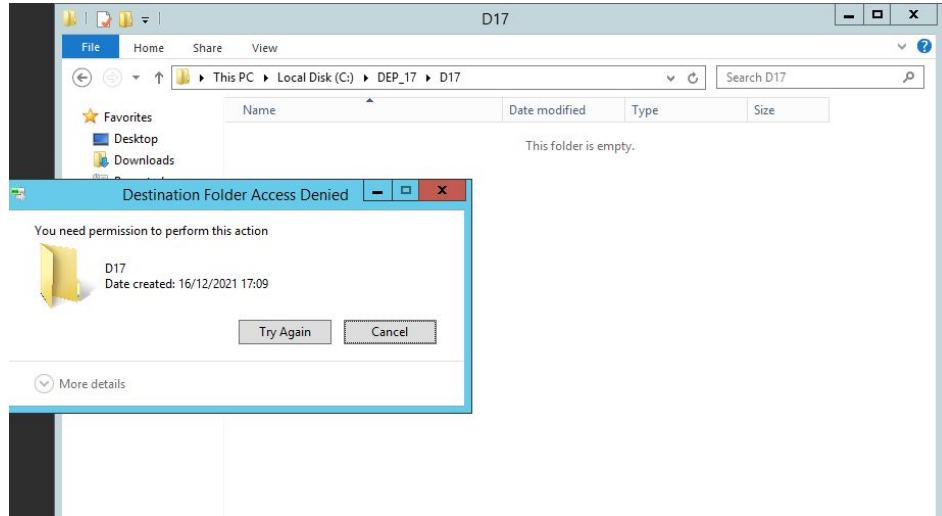 D17
File Home Share View
This PC Local Disk (C:) DEP_17 D17
Search D17
Name Date modified Type Size
Favorites
Desktop
Downloads
This folder is empty.
Destination Folder Access Denied
You need permission to perform this action
D17
Date created: 16/12/2021 17:09
Try Again Cancel
More details